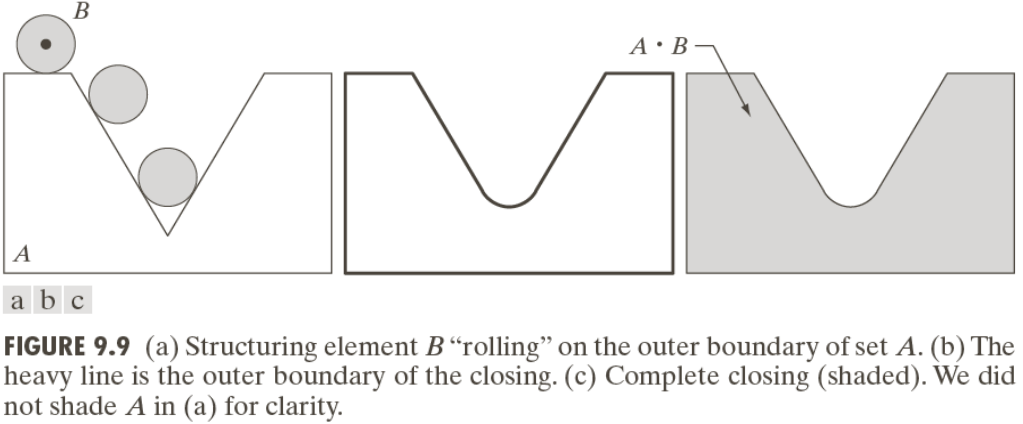 B
A • B
A
a b c
FIGURE 9.9 (a) Structuring element B “rolling” on the outer boundary of set A. (b) The
heavy line is the outer boundary of the closing. (c) Complete closing (shaded). We did
not shade A in (a) for clarity.